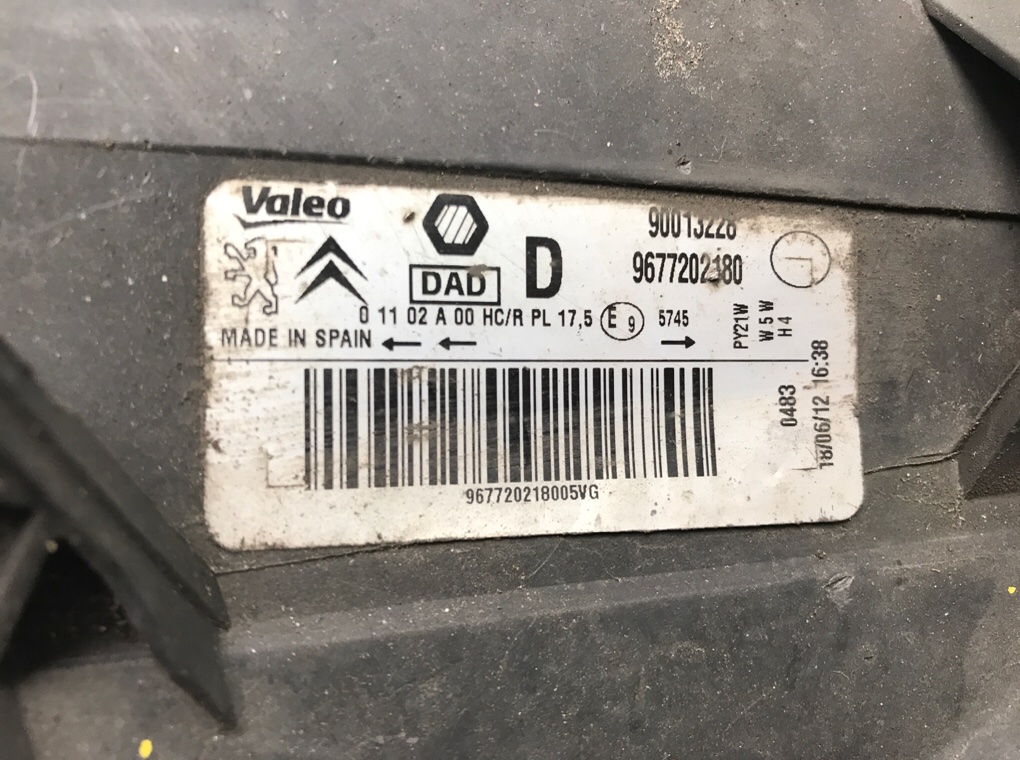 Valeo
90013228
9677202180
D
DAD
0 11 02 A 00 HC/R PL 17,5 E 9 5745
MADE IN SPAIN
PY21W
W5W
H4
0483
18/06/12 16:38
967720218005VG